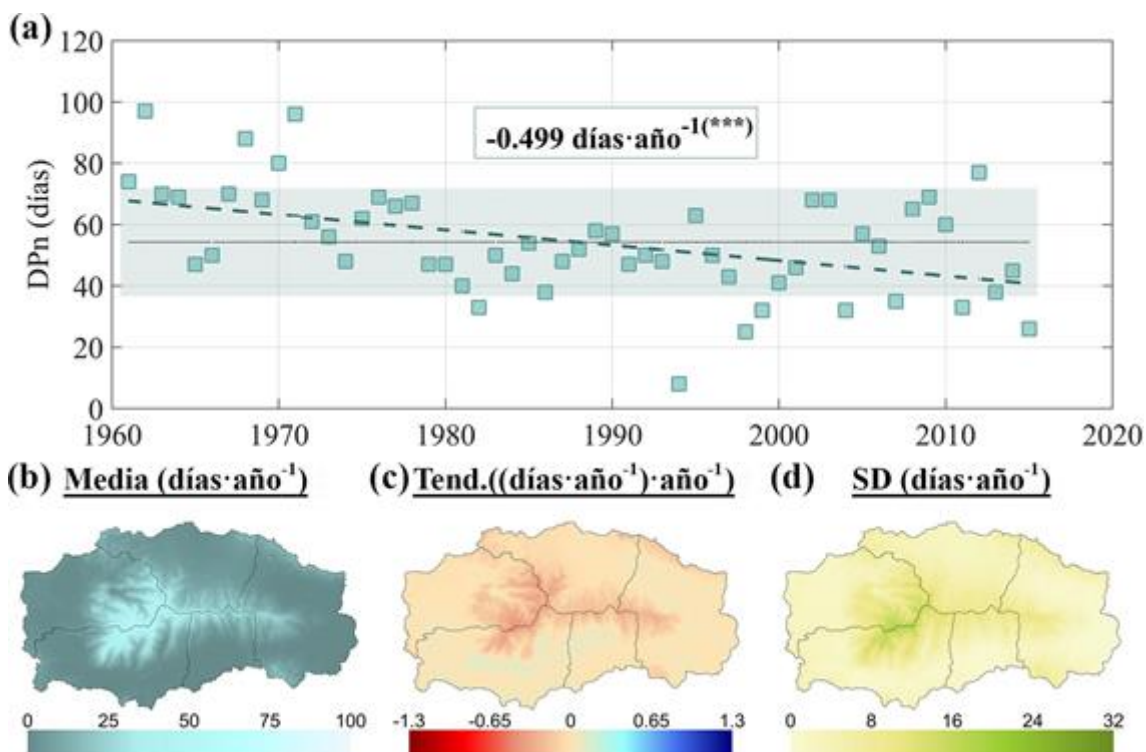 (a)
120
100
80
60
40
20
0
DPn (días)
-0.499 días·año-1(***)
1960 1970 1980 1990 2000 2010 2020
(b) Media (días·año-1)
(c) Tend.((días·año-1)·año-1)
(d) SD (días·año-1)
0 25 50 75 100
-1.3 -0.65 0 0.65 1.3
0 8 16 24 32